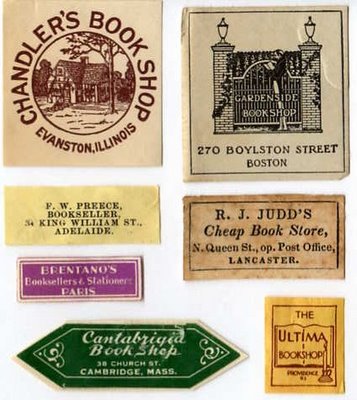 CHANDLER'S BOOK SHOP
EVANSTON, ILLINOIS
GARDENSIDE
BOOKSHOP
270 BOYLSTON STREET
BOSTON
F. W. PREECE,
BOOKSELLER,
KING WILLIAM ST.,
ADELAIDE.
R. J. JUDD'S
Cheap Book Store,
N. Queen St., op. Post Office,
LANCASTER.
BRENTANO'S
Booksellers & Stationers
PARIS
Cantabrigia
Book Shop
38 CHURCH ST.
CAMBRIDGE, MASS.
THE
ULTIMA
BOOKSHOP
PROVIDENCE
R.I.